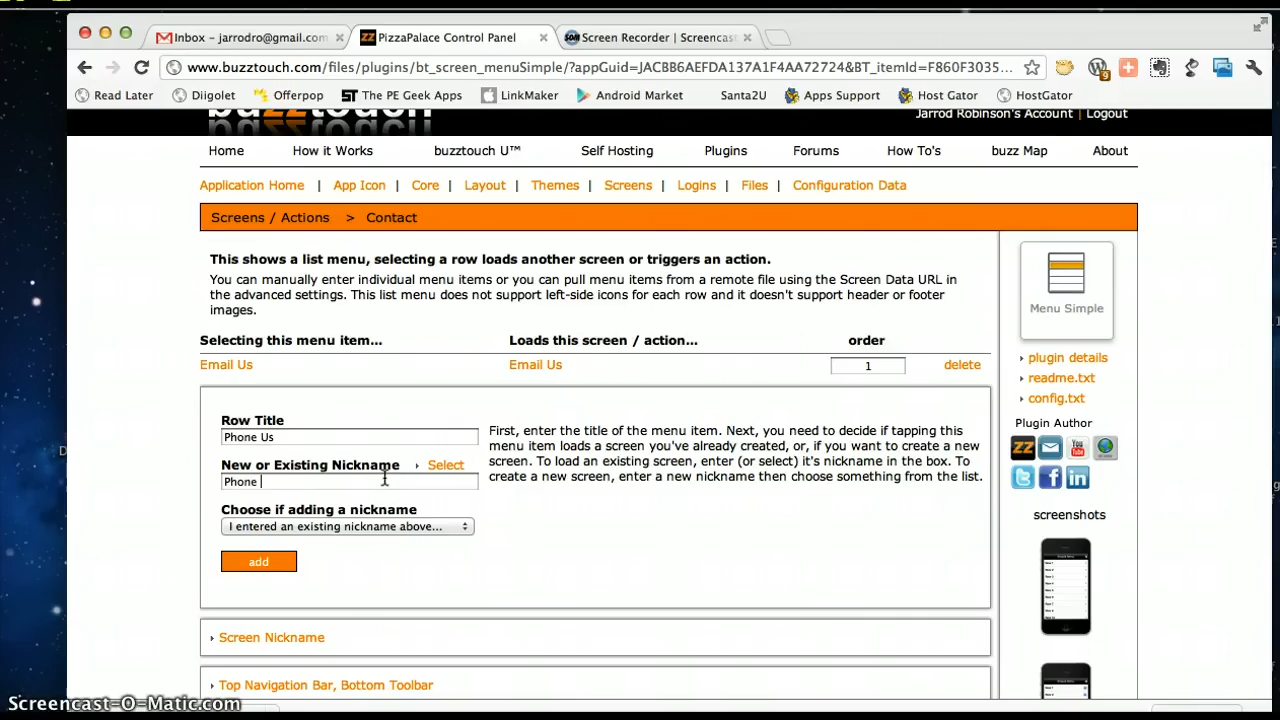 Inbox – jarrodro@gmail.com
PizzaPalace Control Panel
Screen Recorder | Screencast
www.buzztouch.com/files/plugins/bt_screen_menuSimple/?appGuid=JACBB6AEFDA137A1F4AA72724&BT_itemId=F860F3035...
9
Read Later
Diigolet
Offerpop
The PE Geek Apps
LinkMaker
Android Market
Santa2U
Apps Support
Host Gator
HostGator
buzztouch
Jarrod Robinson's Account | Logout
Home
How it Works
buzztouch U™
Self Hosting
Plugins
Forums
How To's
buzz Map
About
Application Home | App Icon | Core | Layout | Themes | Screens | Logins | Files | Configuration Data
Screens / Actions > Contact
This shows a list menu, selecting a row loads another screen or triggers an action.
You can manually enter individual menu items or you can pull menu items from a remote file using the Screen Data URL in
the advanced settings. This list menu does not support left-side icons for each row and it doesn't support header or footer
images.
Selecting this menu item...
Loads this screen / action...
order
Email Us
Email Us
1
delete
Row Title
Phone Us
New or Existing Nickname
Select
Phone
Choose if adding a nickname
I entered an existing nickname above...
add
First, enter the title of the menu item. Next, you need to decide if tapping this
menu item loads a screen you've already created, or, if you want to create a new
screen. To load an existing screen, enter (or select) it's nickname in the box. To
create a new screen, enter a new nickname then choose something from the list.
Screen Nickname
Top Navigation Bar, Bottom Toolbar
Menu Simple
plugin details
readme.txt
config.txt
Plugin Author
screenshots
Screencast-O-Matic.com